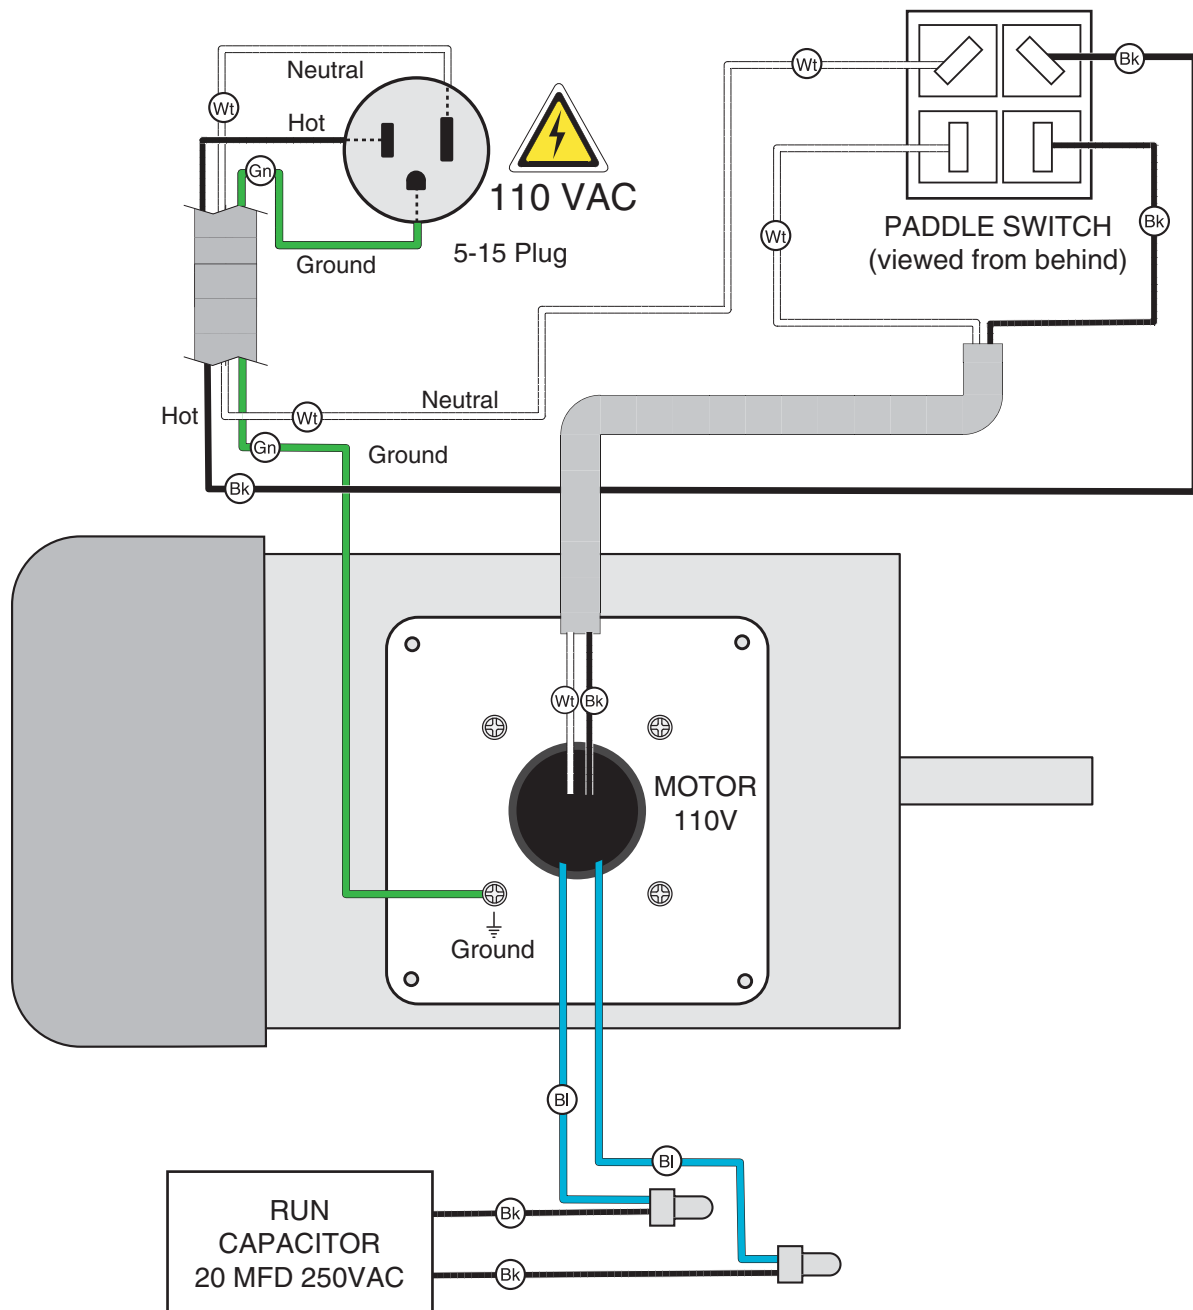 Neutral
Wt
Hot
Gn
110 VAC
Ground
5-15 Plug
Wt
Bk
PADDLE SWITCH
(viewed from behind)
Wt
Bk
Hot
Neutral
Wt
Gn
Ground
Bk
Wt
Bk
MOTOR
110V
Ground
Bl
Bl
RUN
CAPACITOR
20 MFD 250VAC
Bk
Bk